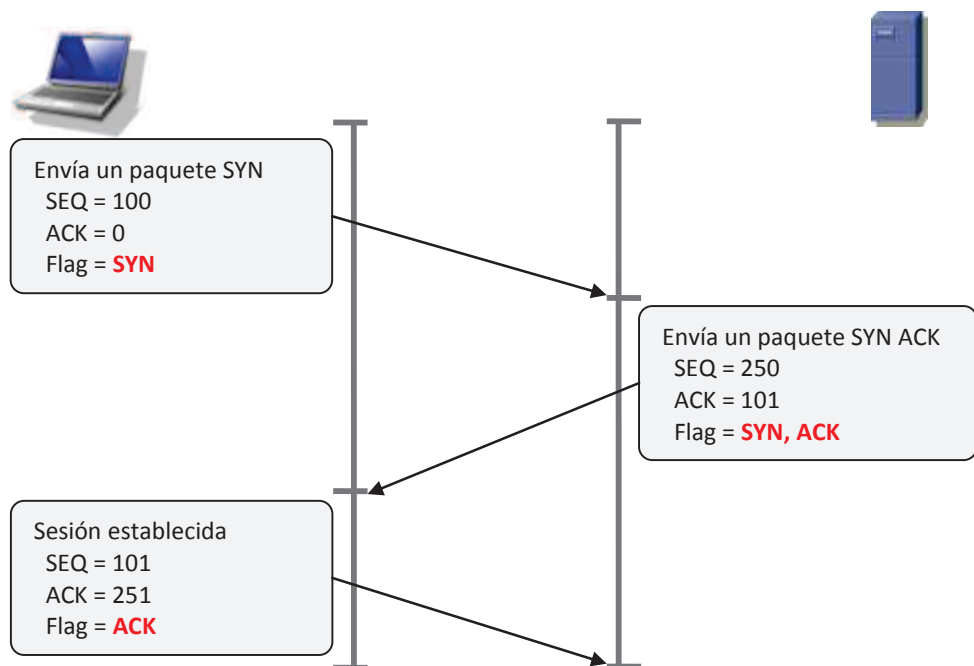 Envía un paquete SYN
SEQ = 100
ACK = 0
Flag = SYN
Envía un paquete SYN ACK
SEQ = 250
ACK = 101
Flag = SYN, ACK
Sesión establecida
SEQ = 101
ACK = 251
Flag = ACK